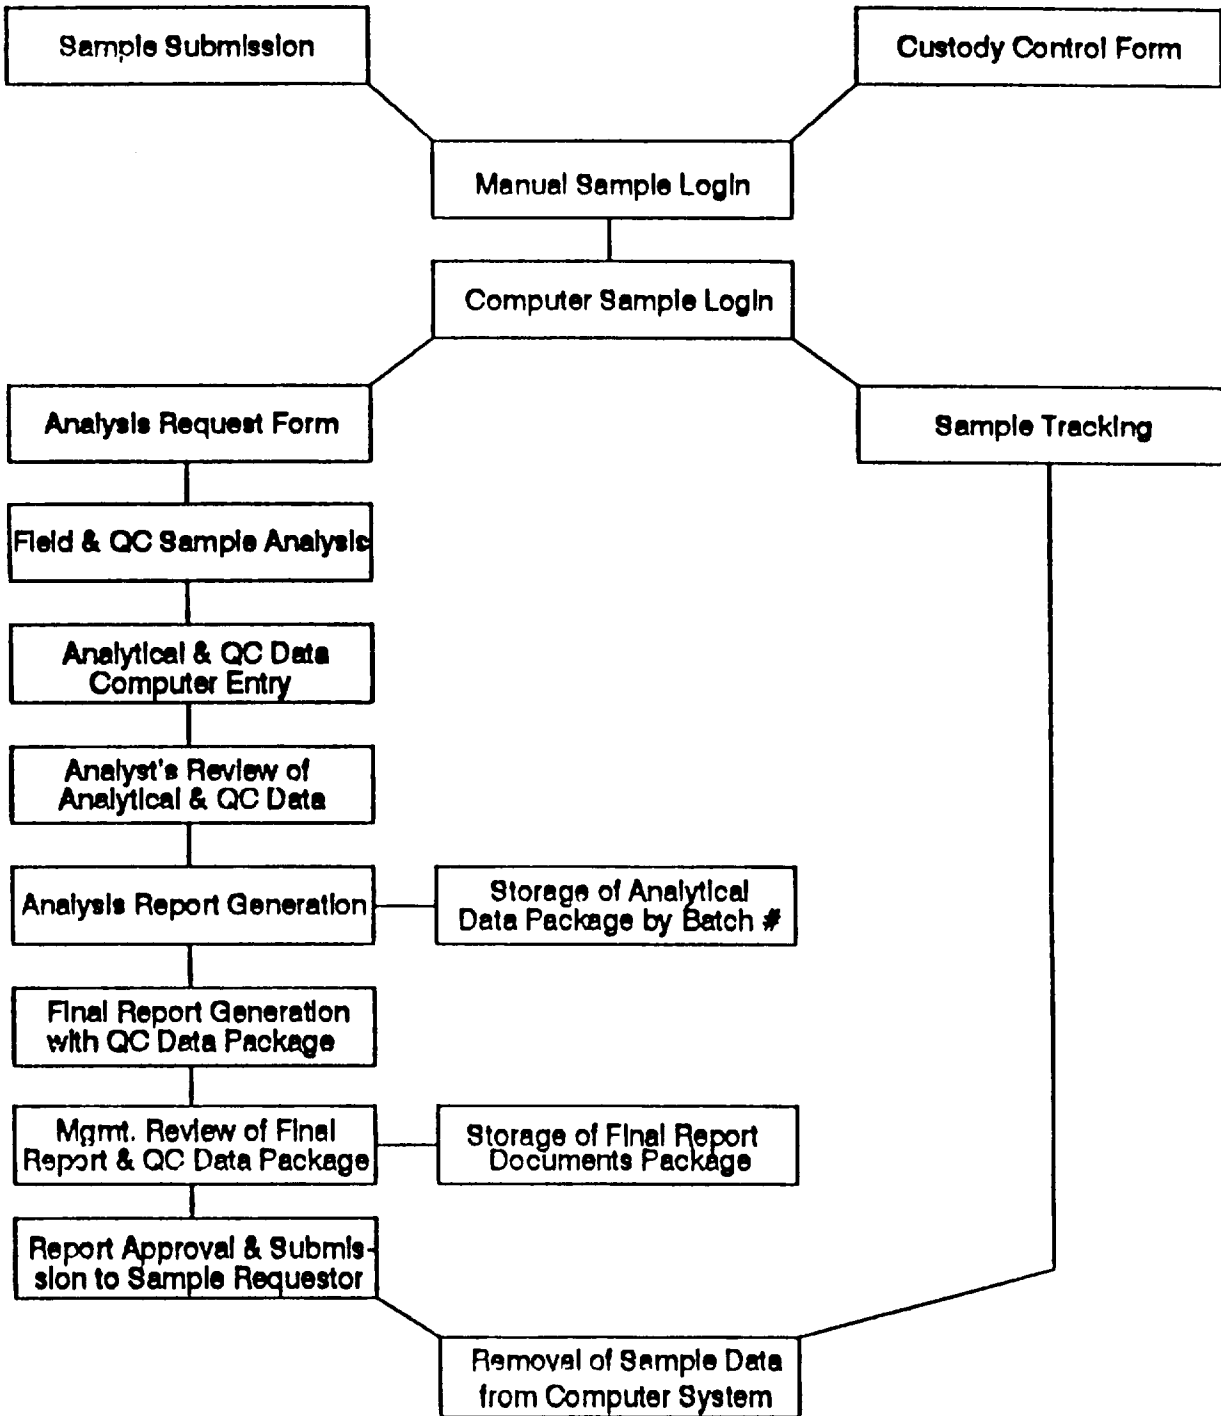 Sample Submission
Custody Control Form
Manual Sample Login
Computer Sample Login
Analysis Request Form
Sample Tracking
Field & QC Sample Analysis
Analytical & QC Data
Computer Entry
Analyst's Review of
Analytical & QC Data
Analysis Report Generation
Storage of Analytical
Data Package by Batch #
Final Report Generation
with QC Data Package
Mgmt. Review of Final
Report & QC Data Package
Storage of Final Report
Documents Package
Report Approval & Submis-
sion to Sample Requestor
Removal of Sample Data
from Computer System